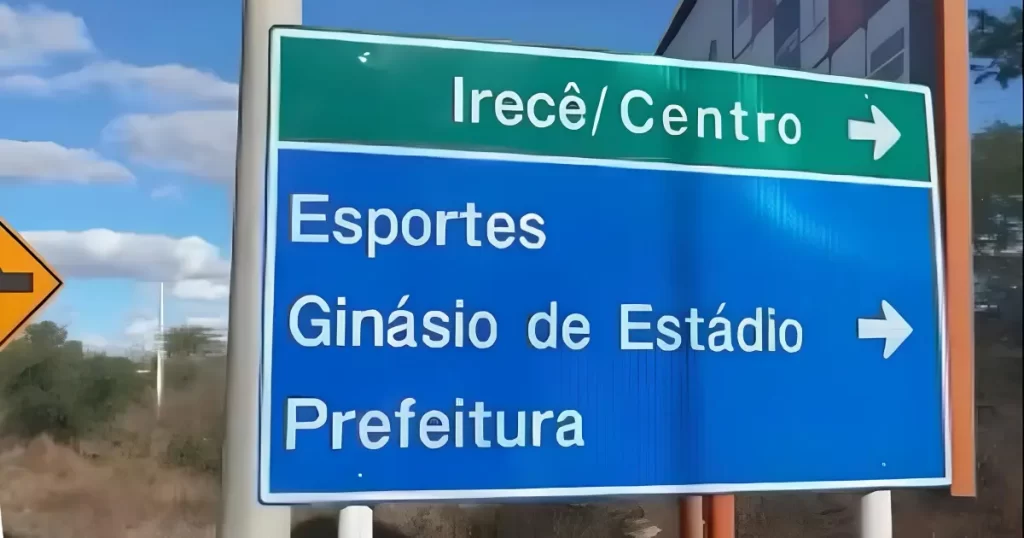 Irecê/Centro
Esportes
Ginásio de Estádio
Prefeitura